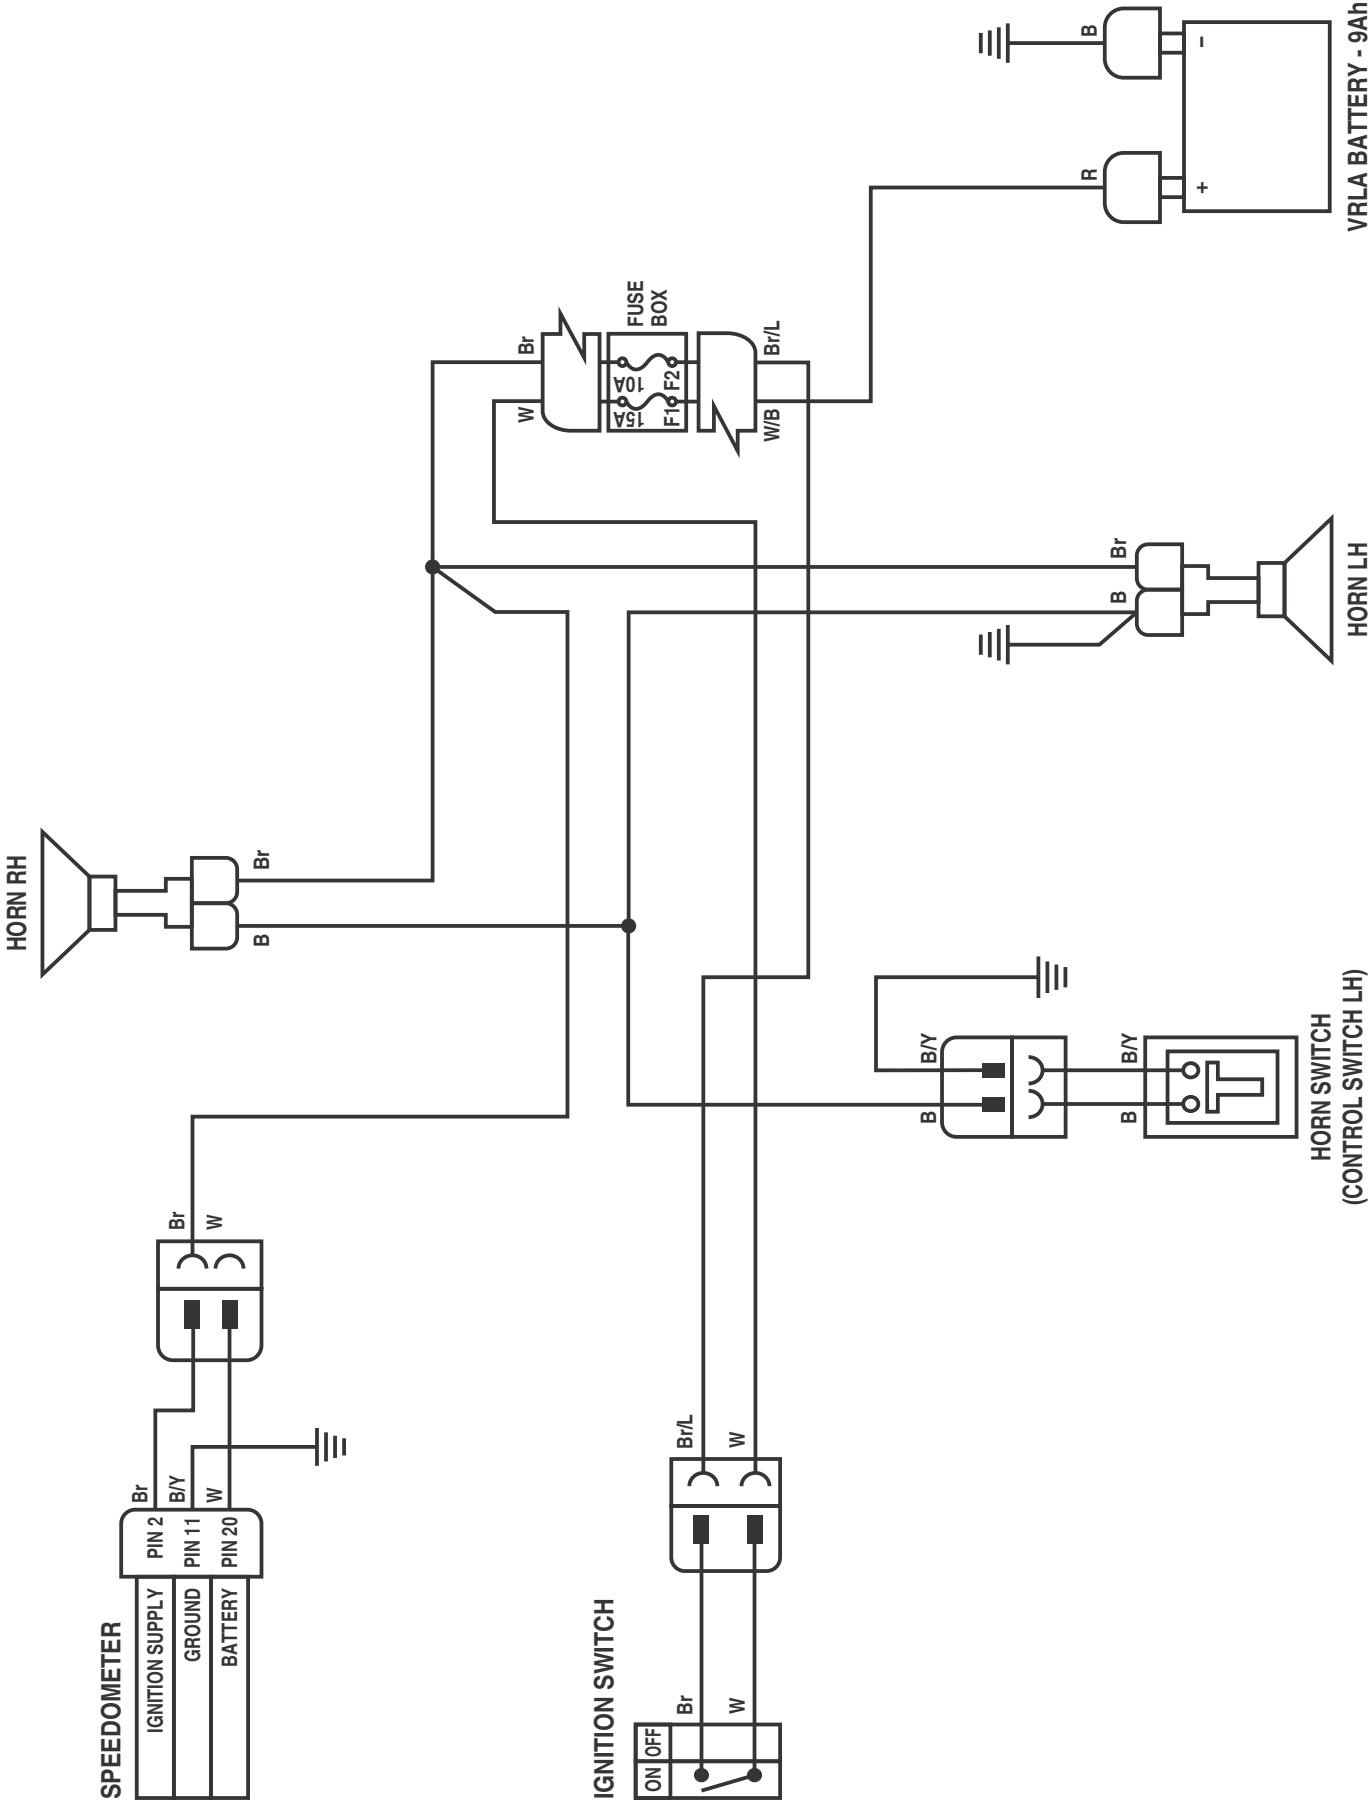 SPEEDOMETER
IGNITION SUPPLY
GROUND
BATTERY
PIN 2
PIN 11
PIN 20
Br
B/Y
W
Br
W
HORN RH
B
Br
W
Br
15A
10A
F1
F2
FUSE
BOX
W/B
Br/L
R
B
+
-
VRLA BATTERY - 9Ah
B
Br
HORN LH
IGNITION SWITCH
ON
OFF
Br
W
Br/L
W
B
B/Y
B
B/Y
HORN SWITCH
(CONTROL SWITCH LH)